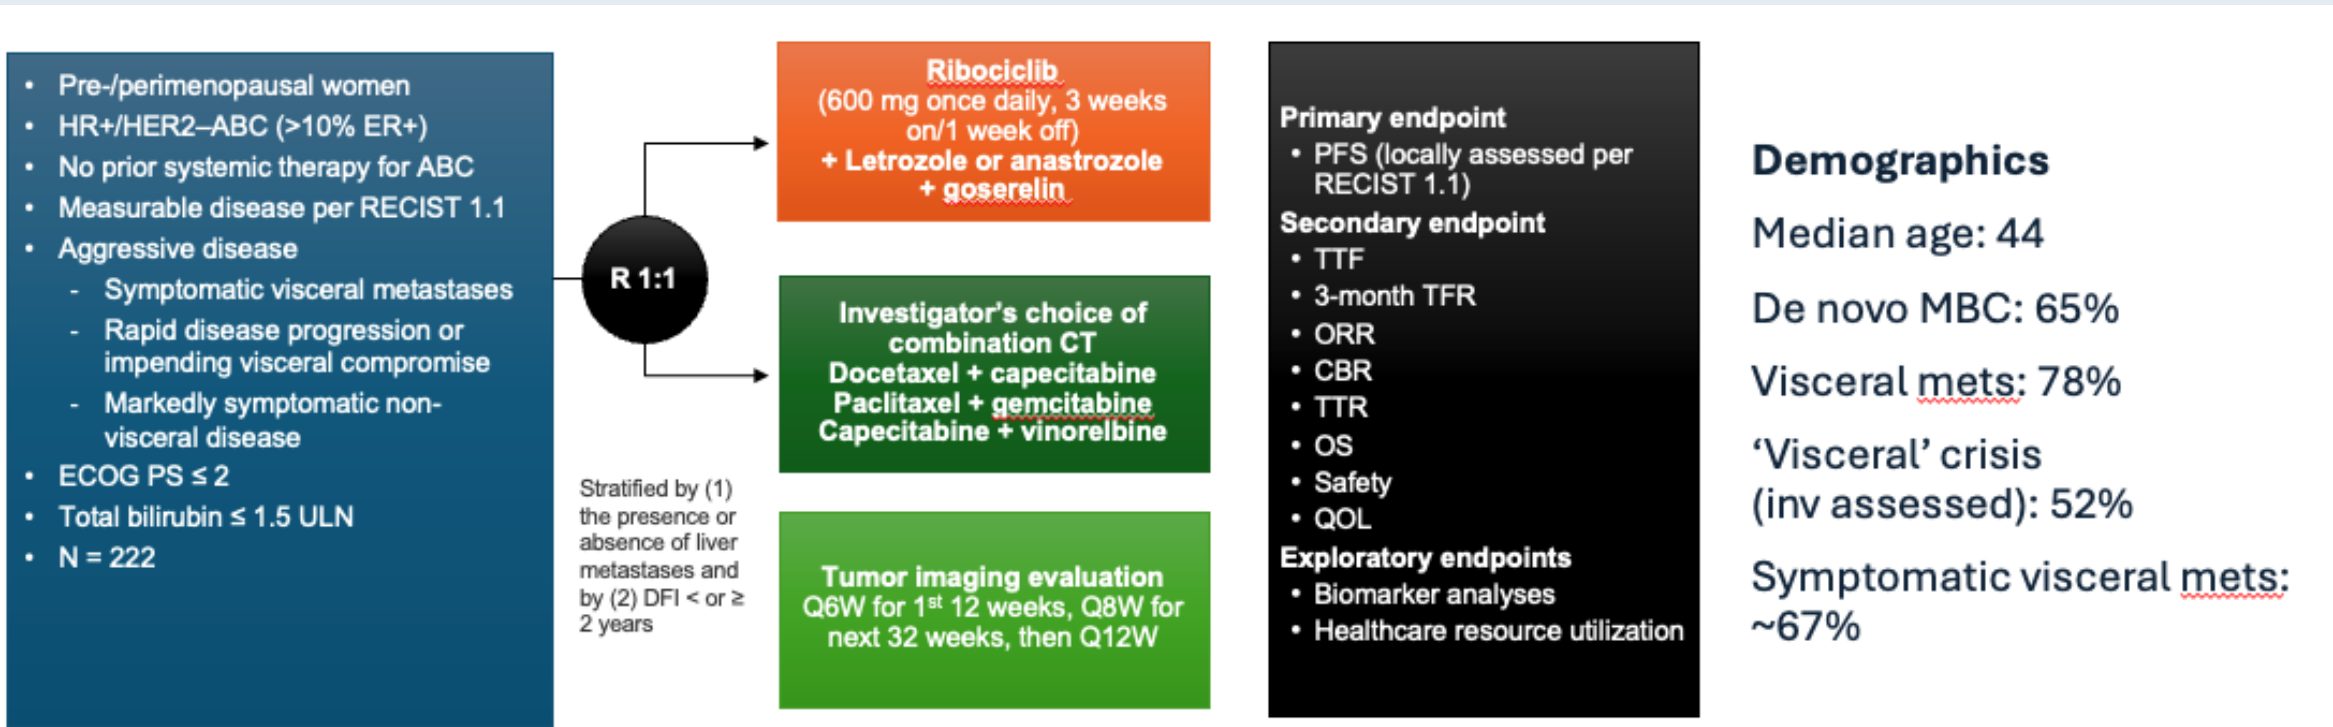 • Pre-/perimenopausal women
• HR+/HER2–ABC (>10% ER+)
• No prior systemic therapy for ABC
• Measurable disease per RECIST 1.1
• Aggressive disease
- Symptomatic visceral metastases
- Rapid disease progression or
impending visceral compromise
- Markedly symptomatic non-
visceral disease
• ECOG PS ≤ 2
• Total bilirubin ≤ 1.5 ULN
• N = 222
R 1:1
Stratified by (1)
the presence or
absence of liver
metastases and
by (2) DFI < or ≥
2 years
Ribociclib
(600 mg once daily, 3 weeks
on/1 week off)
+ Letrozole or anastrozole
+ goserelin
Investigator's choice of
combination CT
Docetaxel + capecitabine
Paclitaxel + gemcitabine
Capecitabine + vinorelbine
Tumor imaging evaluation
Q6W for 1st 12 weeks, Q8W for
next 32 weeks, then Q12W
Primary endpoint
• PFS (locally assessed per
RECIST 1.1)
Secondary endpoint
• TTF
• 3-month TFR
• ORR
• CBR
• TTR
• OS
• Safety
• QOL
Exploratory endpoints
• Biomarker analyses
• Healthcare resource utilization
Demographics
Median age: 44
De novo MBC: 65%
Visceral mets: 78%
‘Visceral’ crisis
(inv assessed): 52%
Symptomatic visceral mets:
~67%